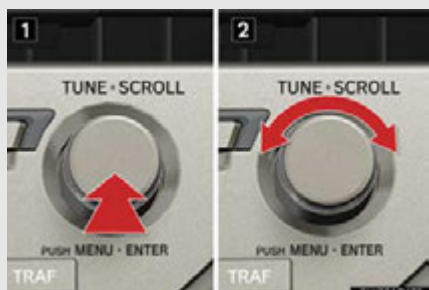 1
TUNE • SCROLL
PUSH MENU • ENTER
TRAF
2
TUNE • SCROLL
PUSH MENU • ENTER
TRAF